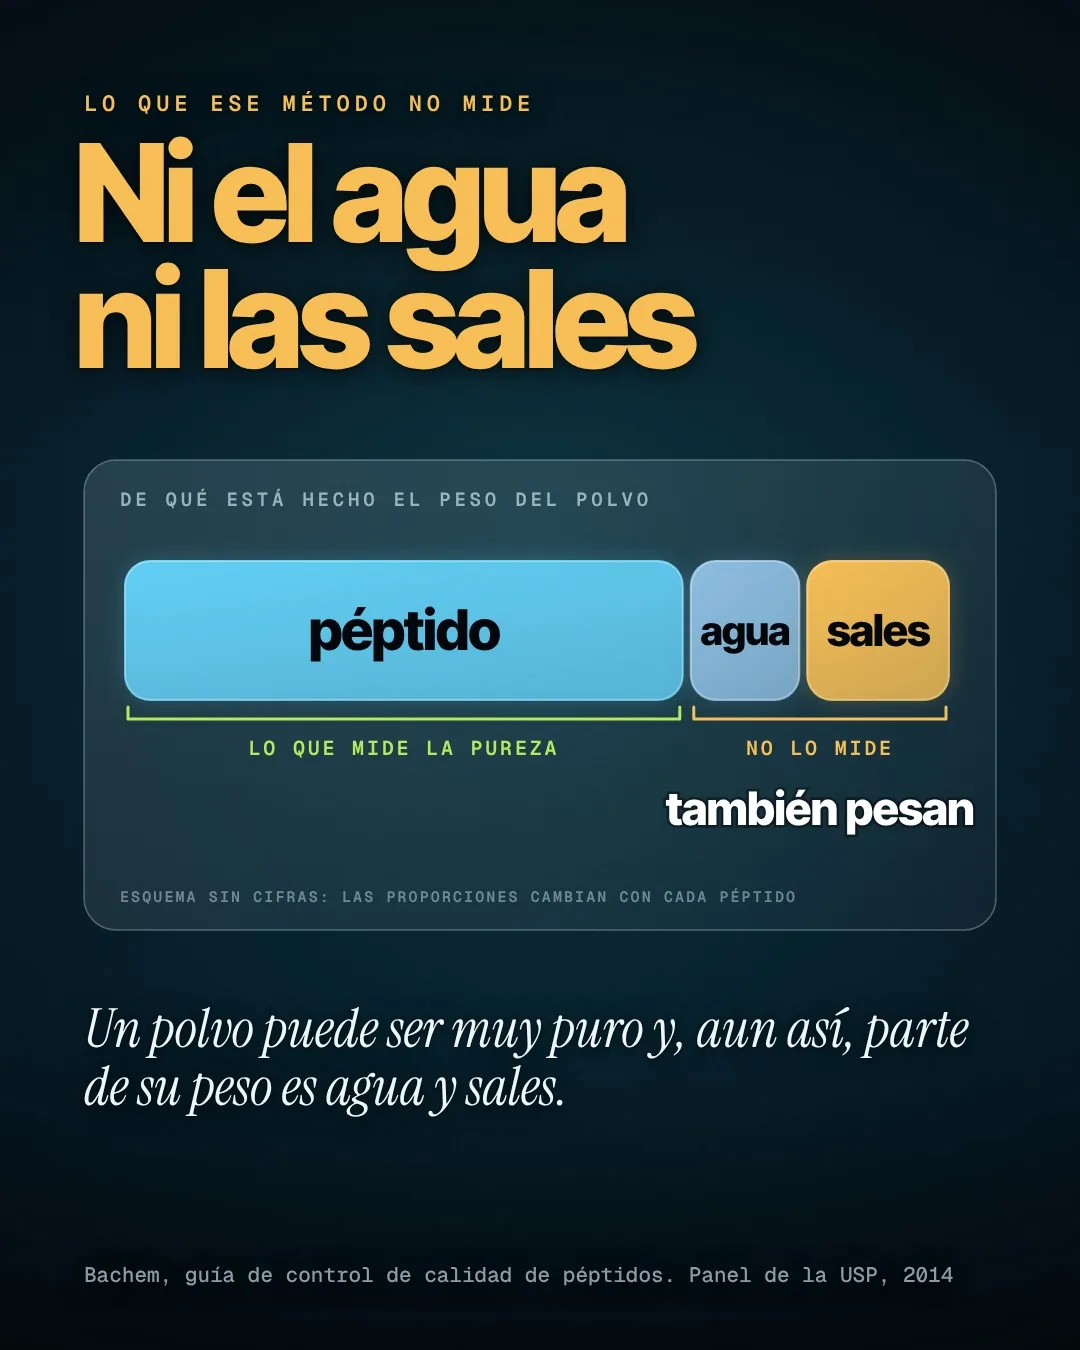 LO QUE ESE MÉTODO NO MIDE
Ni el agua
ni las sales
DE QUÉ ESTÁ HECHO EL PESO DEL POLVO
péptido
agua
sales
LO QUE MIDE LA PUREZA
NO LO MIDE
también pesan
ESQUEMA SIN CIFRAS: LAS PROPORCIONES CAMBIAN CON CADA PÉPTIDO
Un polvo puede ser muy puro y, aun así, parte
de su peso es agua y sales.
Bachem, guía de control de calidad de péptidos. Panel de la USP, 2014